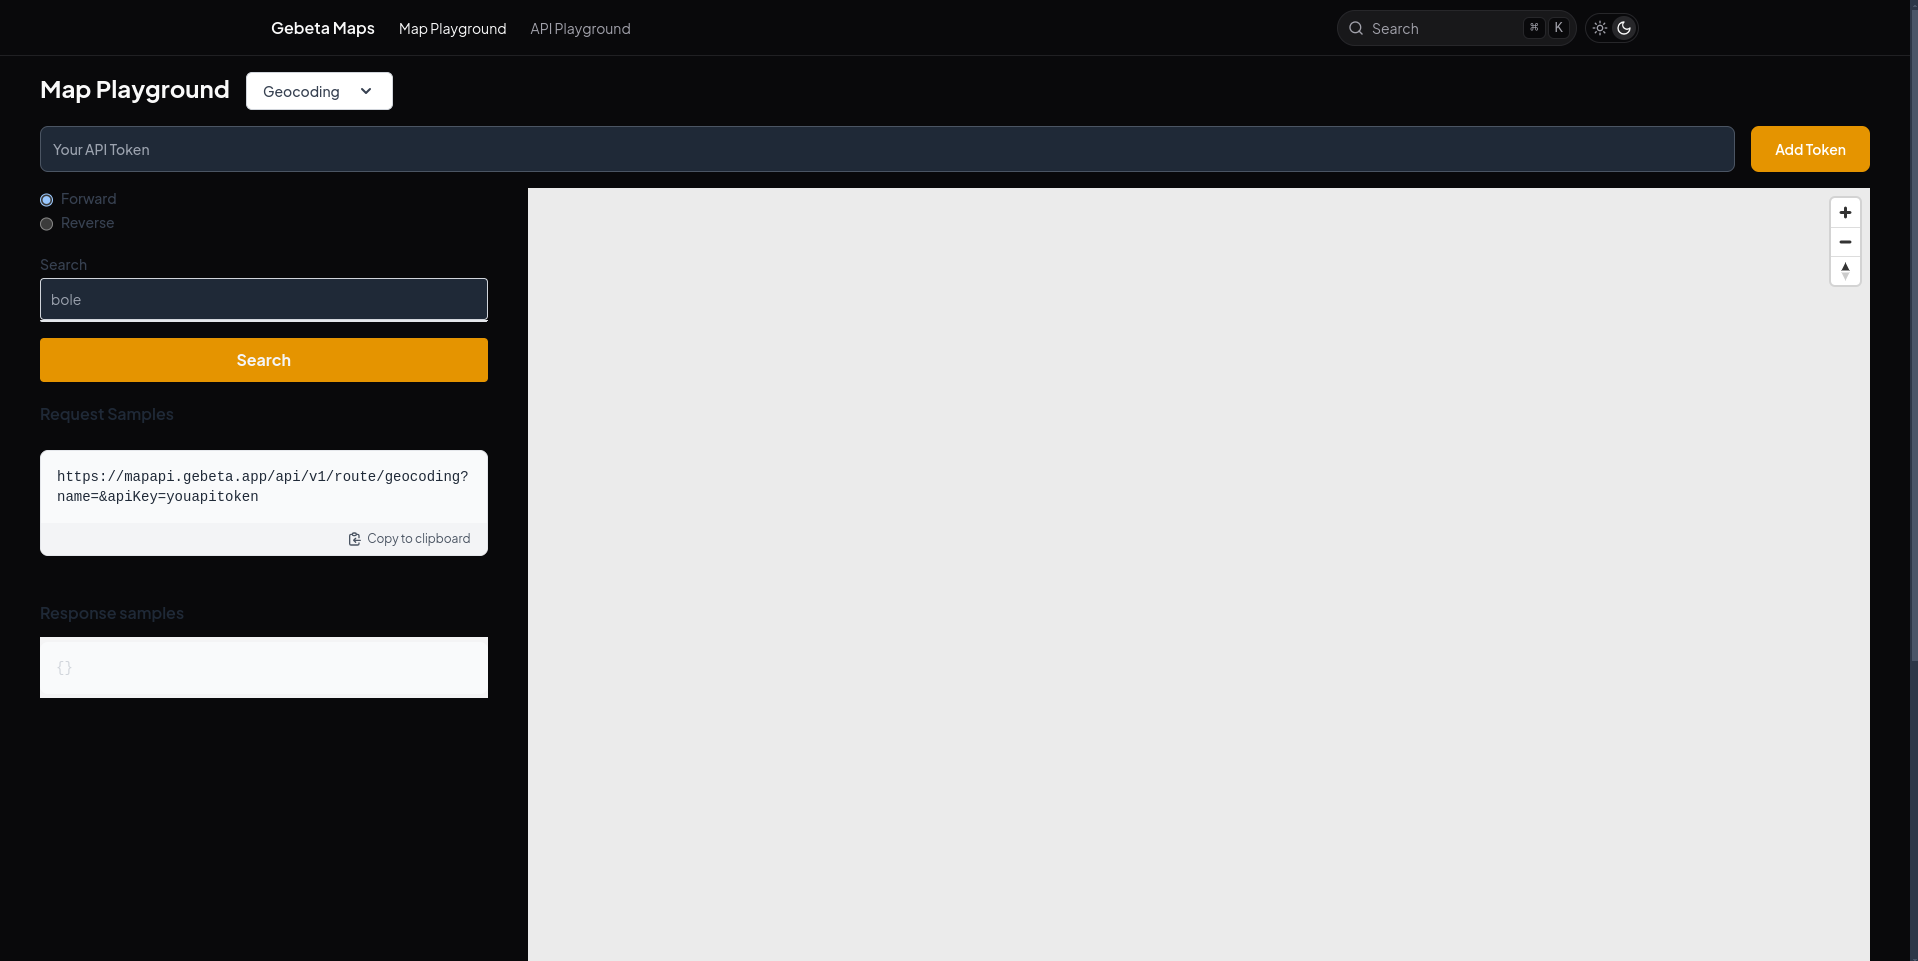 Gebeta Maps Map Playground API Playground Search ⌘ K
Map Playground Geocoding
Your API Token Add Token
Forward
Reverse
Search
bole
Search
Request Samples
https://mapapi.gebeta.app/api/v1/route/geocoding?
name=&apiKey=youapitoken
Copy to clipboard
Response samples
{}